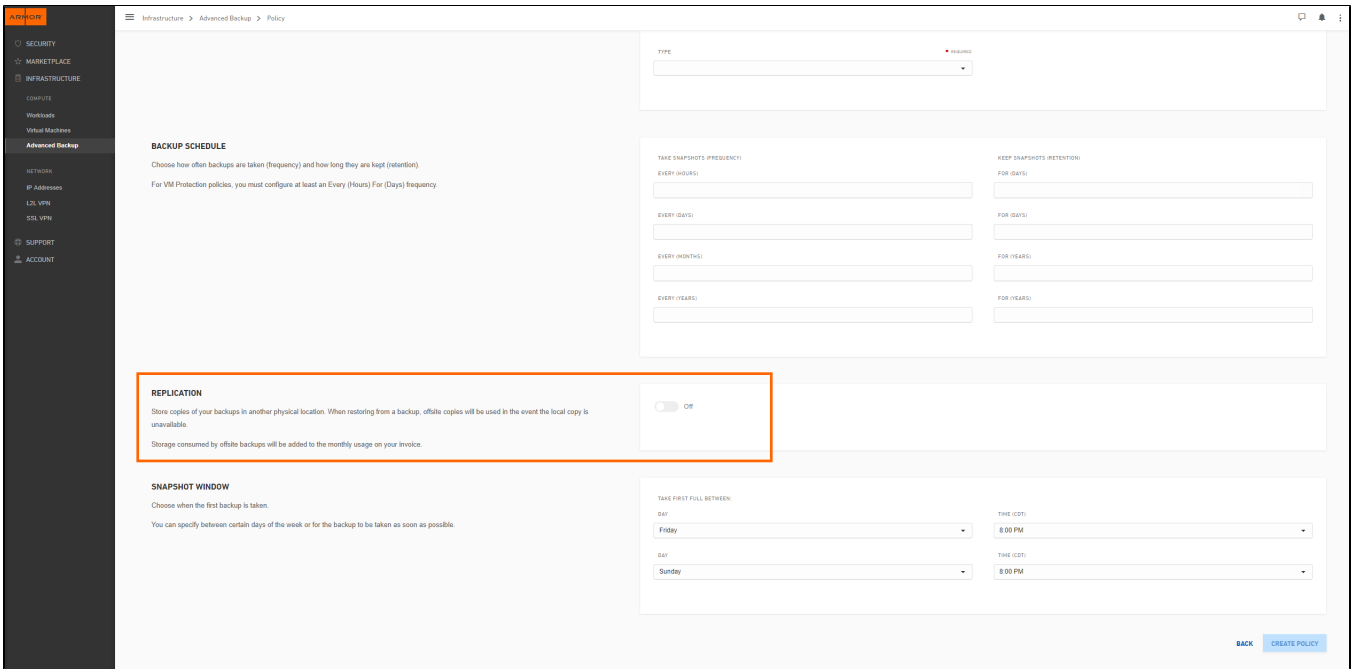 ARMOR
Infrastructure > Advanced Backup > Policy
SECURITY
MARKETPLACE
INFRASTRUCTURE
COMPUTE
Workloads
Virtual Machines
Advanced Backup
NETWORK
IP Addresses
L2L VPN
SSL VPN
SUPPORT
ACCOUNT
TYPE
REQUIRED
BACKUP SCHEDULE
Choose how often backups are taken (frequency) and how long they are kept (retention).
For VM Protection policies, you must configure at least an Every (Hours) For (Days) frequency.
TAKE SNAPSHOTS (FREQUENCY)
KEEP SNAPSHOTS (RETENTION)
EVERY (HOURS)
FOR (DAYS)
EVERY (DAYS)
FOR (DAYS)
EVERY (MONTHS)
FOR (YEARS)
EVERY (YEARS)
FOR (YEARS)
REPLICATION
Store copies of your backups in another physical location. When restoring from a backup, offsite copies will be used in the event the local copy is
unavailable.
Storage consumed by offsite backups will be added to the monthly usage on your invoice.
Off
SNAPSHOT WINDOW
Choose when the first backup is taken.
You can specify between certain days of the week or for the backup to be taken as soon as possible.
TAKE FIRST FULL BETWEEN:
DAY
TIME (CDT)
Friday
8:00 PM
DAY
TIME (CDT)
Sunday
8:00 PM
BACK
CREATE POLICY